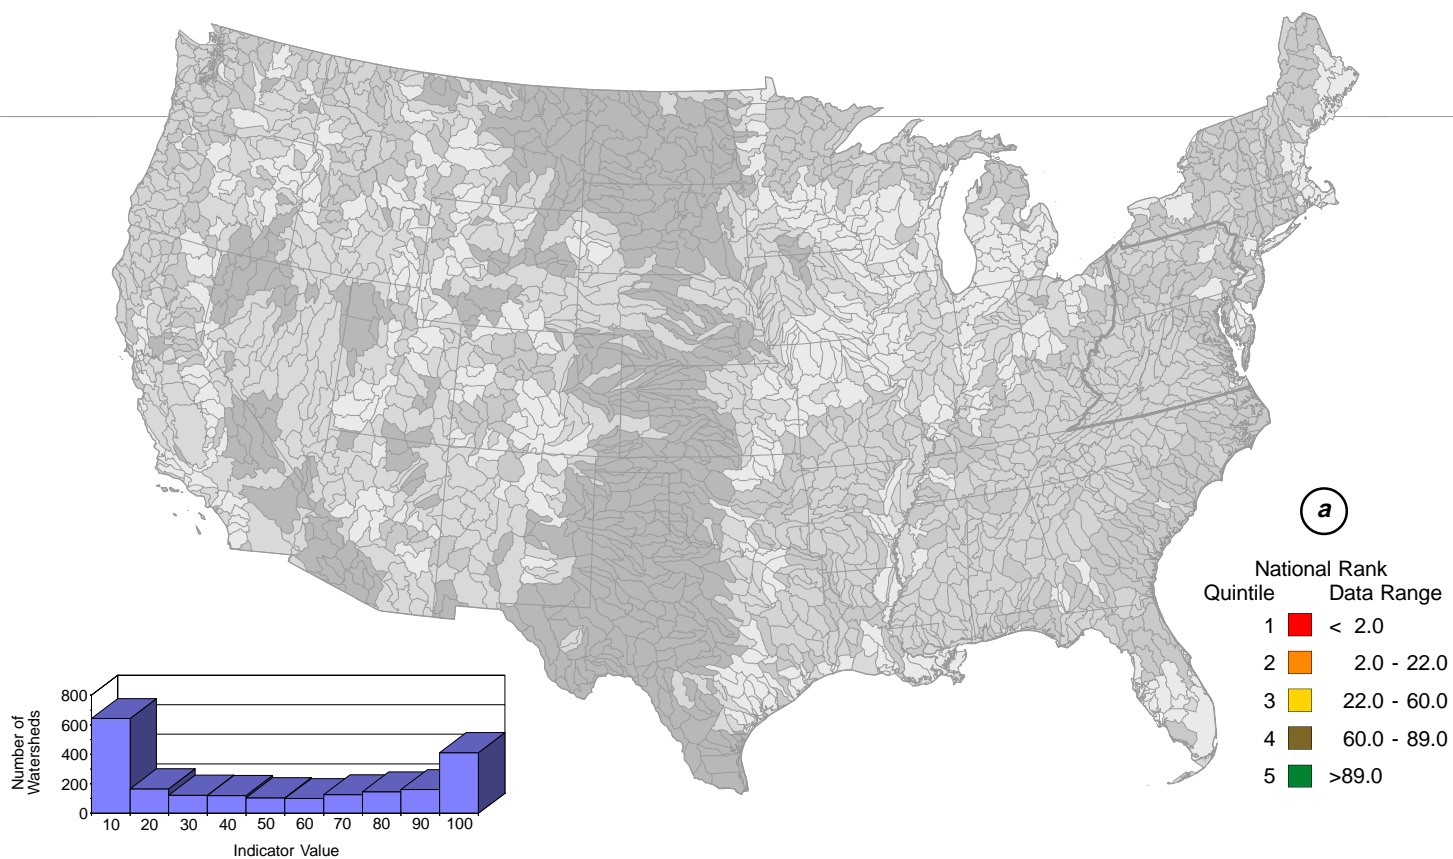 a
National Rank
Quintile Data Range
1 < 2.0
2 2.0 - 22.0
3 22.0 - 60.0
4 60.0 - 89.0
5 >89.0
Number of
Watersheds
800
600
400
200
0
10 20 30 40 50 60 70 80 90 100
Indicator Value